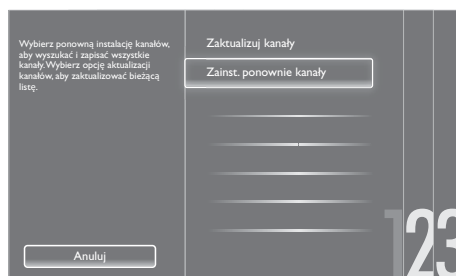 Wybierz ponowną instalację kanałów,
aby wyszukać i zapisać wszystkie
kanały. Wybierz opcję aktualizacji
kanałów, aby zaktualizować bieżącą
listę.
Zaktualizuj kanały
Zainst. ponownie kanały
Anuluj
123